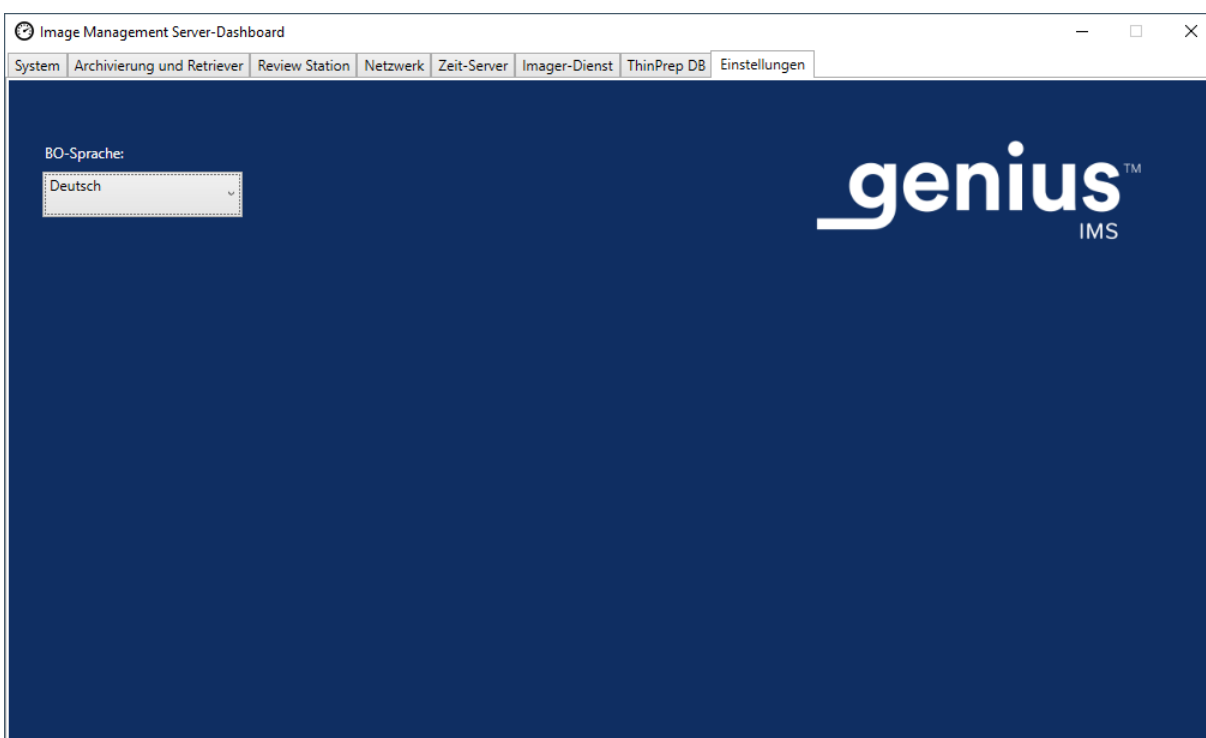 Image Management Server-Dashboard
System Archivierung und Retriever Review Station Netzwerk Zeit-Server Imager-Dienst ThinPrep DB Einstellungen
BO-Sprache:
Deutsch
genius™
IMS